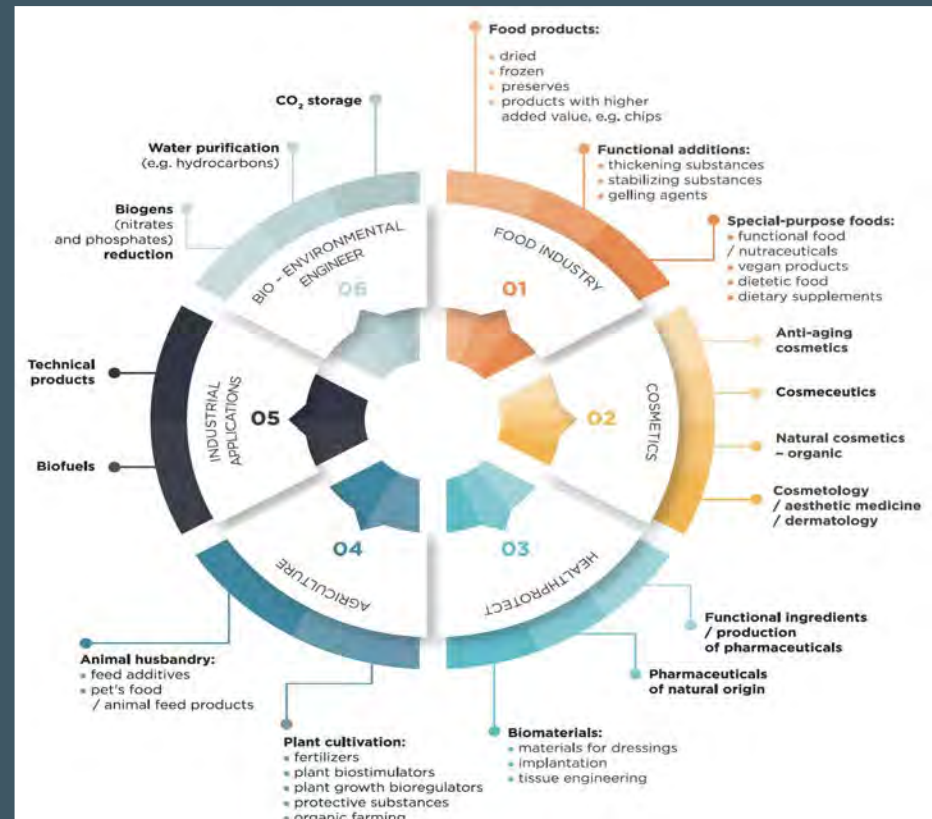 Food products:
dried
frozen
preserves
products with higher
added value, e.g. chips
Functional additions:
thickening substances
stabilizing substances
gelling agents
Special-purpose foods:
functional food
/ nutraceuticals
vegan products
dietetic food
dietary supplements
FOOD INDUSTRY
01
Anti-aging
cosmetics
Cosmeceutics
Natural cosmetics
~ organic
Cosmetology
/ aesthetic medicine
/ dermatology
COSMETICS
02
Functional ingredients
/ production
of pharmaceuticals
Pharmaceuticals
of natural origin
Biomaterials:
materials for dressings
implantation
tissue engineering
HEALTHPROTECT
03
Plant cultivation:
fertilizers
plant biostimulators
plant growth bioregulators
protective substances
organic farming
Animal husbandry:
feed additives
pet's food
/ animal feed products
AGRICULTURE
04
Technical
products
Biofuels
INDUSTRIAL
APPLICATIONS
05
Biogens
(nitrates
and phosphates)
reduction
Water purification
(e.g. hydrocarbons)
CO₂ storage
BIO - ENVIRONMENTAL
ENGINEER
06